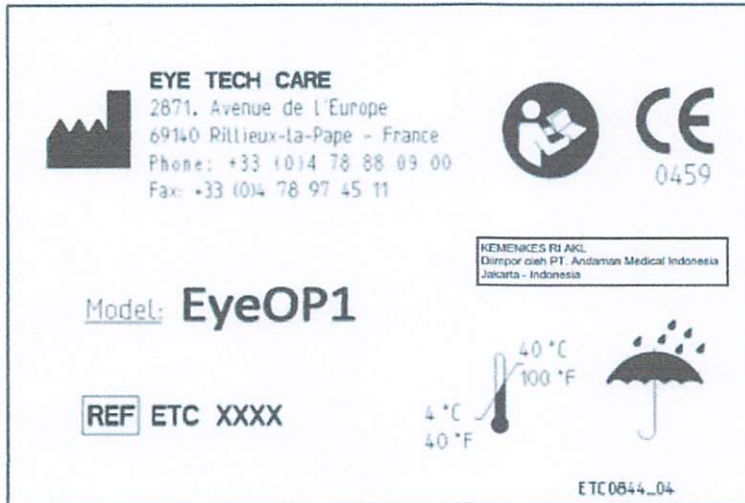 EYE TECH CARE
2871, Avenue de l'Europe
69140 Rillieux-la-Pape - France
Phone: +33 (0)4 78 88 09 00
Fax: +33 (0)4 78 97 45 11
CE
0459
KEMENKES RI AKL
Diimpor oleh PT. Andaman Medical Indonesia
Jakarta - Indonesia
Model: EyeOP1
40 °C
100 °F
4 °C
40 °F
REF ETC XXXX
ETC0844_04